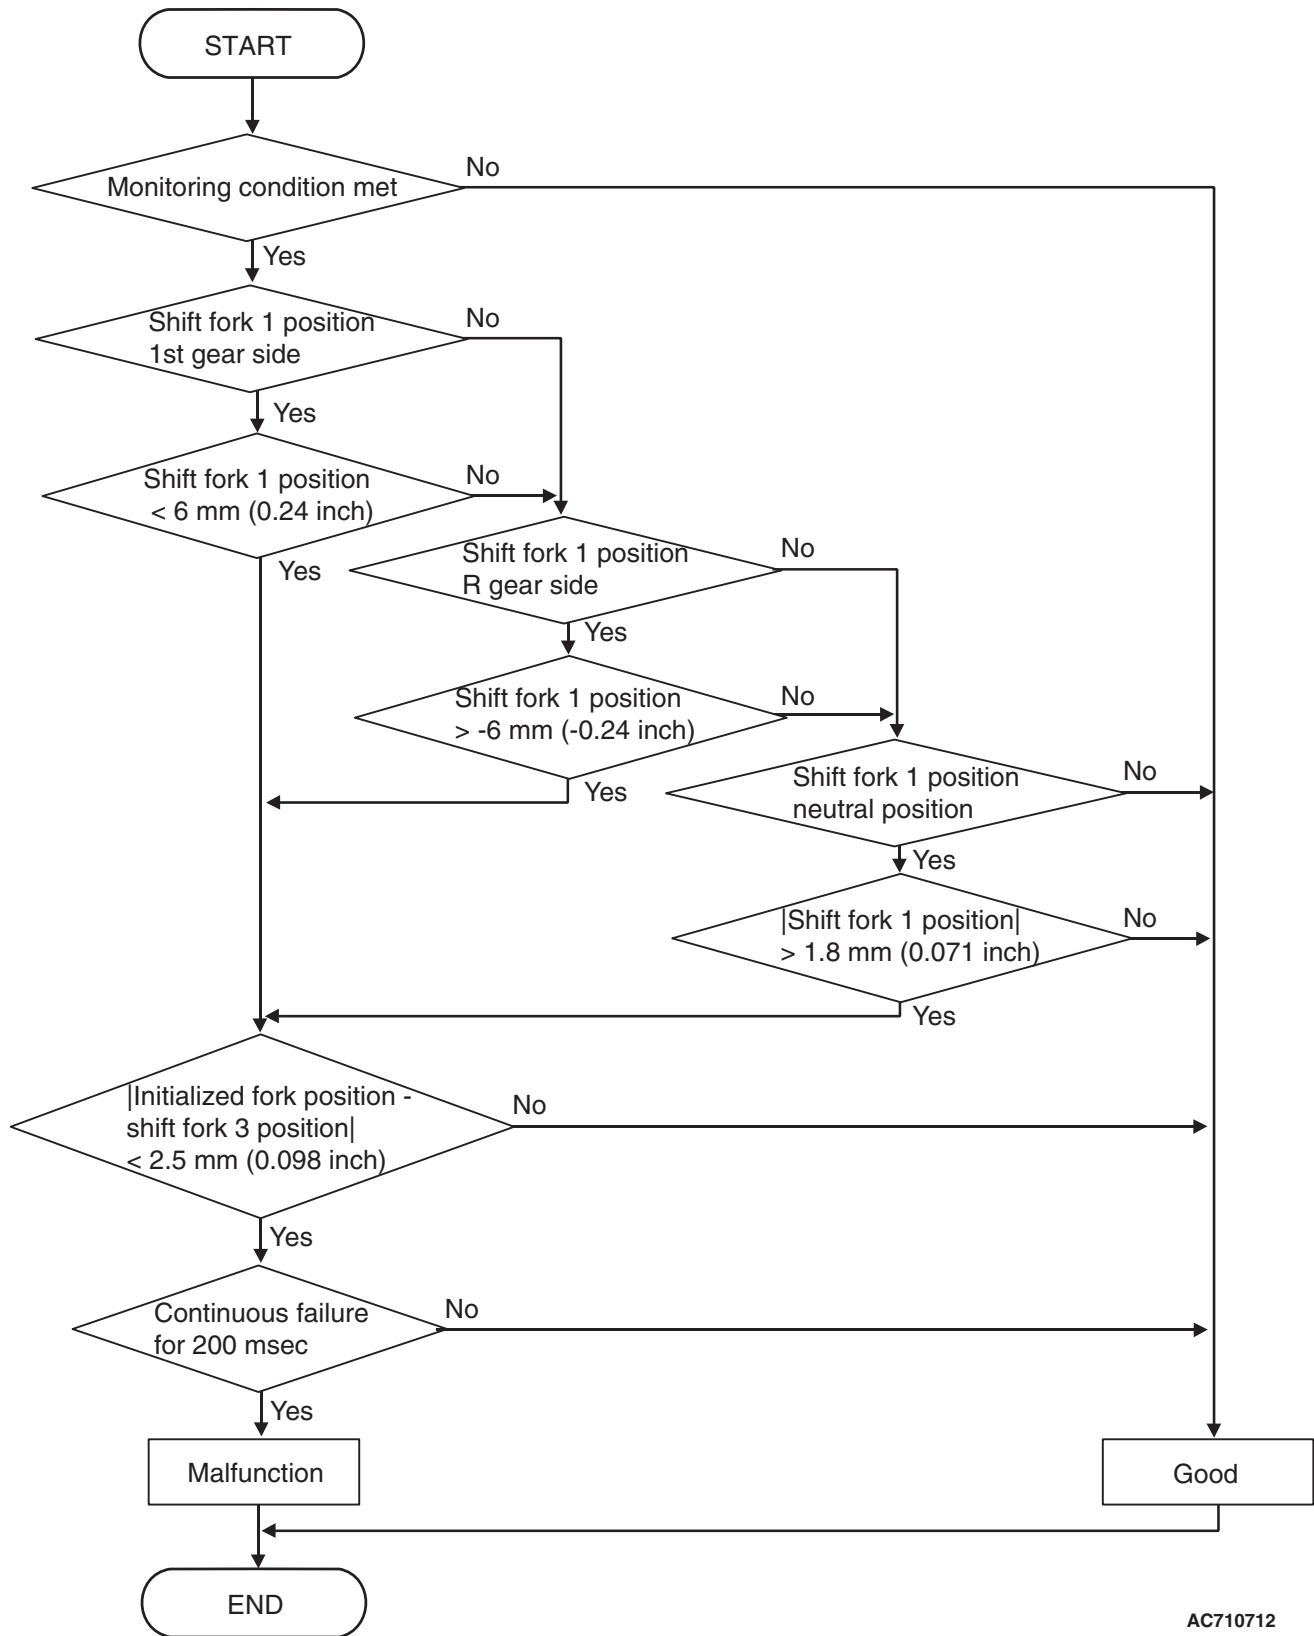 START
Monitoring condition met
No
Yes
Shift fork 1 position
1st gear side
No
Yes
Shift fork 1 position
< 6 mm (0.24 inch)
No
Yes
Shift fork 1 position
R gear side
No
Yes
Shift fork 1 position
> -6 mm (-0.24 inch)
No
Yes
Shift fork 1 position
neutral position
No
Yes
|Shift fork 1 position|
> 1.8 mm (0.071 inch)
No
Yes
|Initialized fork position -
shift fork 3 position|
< 2.5 mm (0.098 inch)
No
Yes
Continuous failure
for 200 msec
No
Yes
Malfunction
Good
END
AC710712